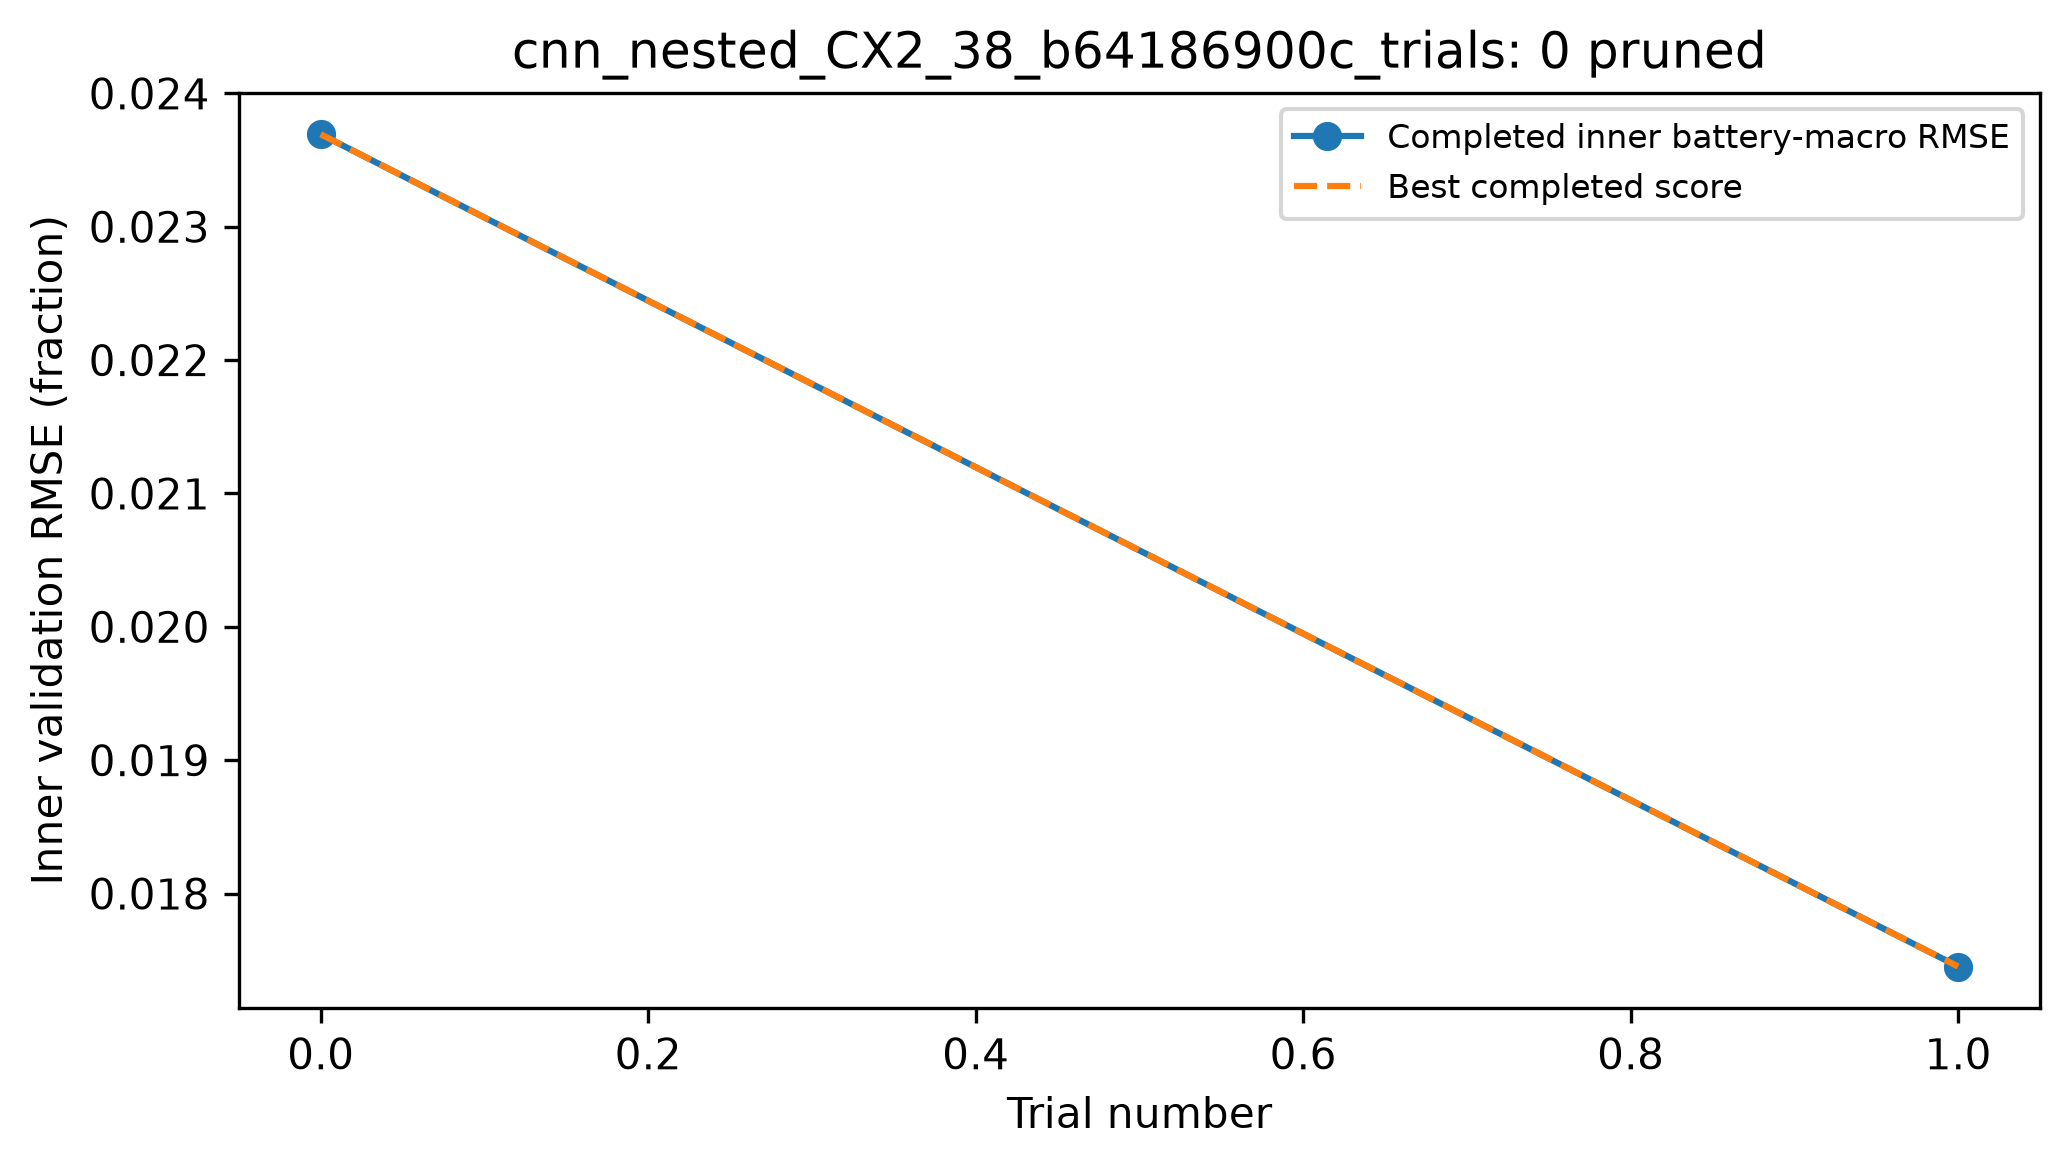 cnn_nested_CX2_38_b64186900c_trials: 0 pruned
Completed inner battery-macro RMSE
Best completed score
Inner validation RMSE (fraction)
0.024
0.023
0.022
0.021
0.020
0.019
0.018
0.0 0.2 0.4 0.6 0.8 1.0
Trial number